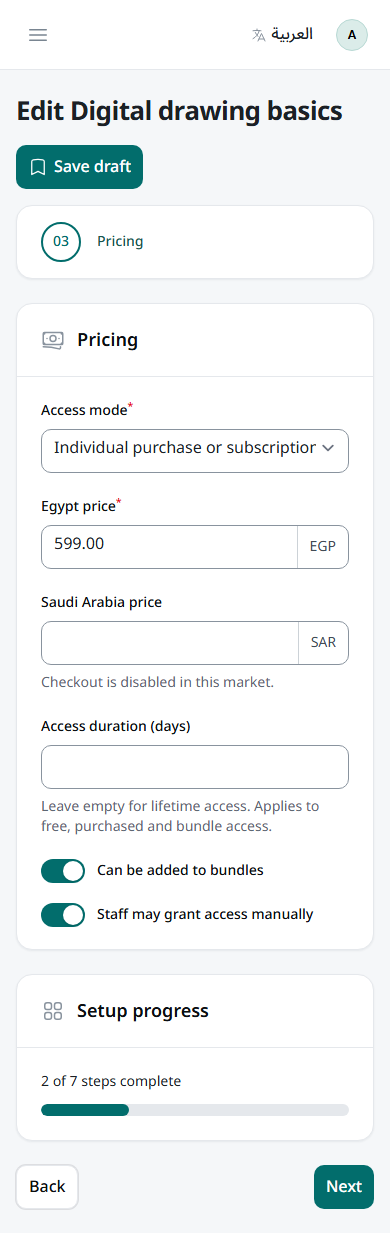 العربية
A
Edit Digital drawing basics
Save draft
03
Pricing
Pricing
Access mode*
Individual purchase or subscription
Egypt price*
599.00
EGP
Saudi Arabia price
SAR
Checkout is disabled in this market.
Access duration (days)
Leave empty for lifetime access. Applies to
free, purchased and bundle access.
Can be added to bundles
Staff may grant access manually
Setup progress
2 of 7 steps complete
Back
Next